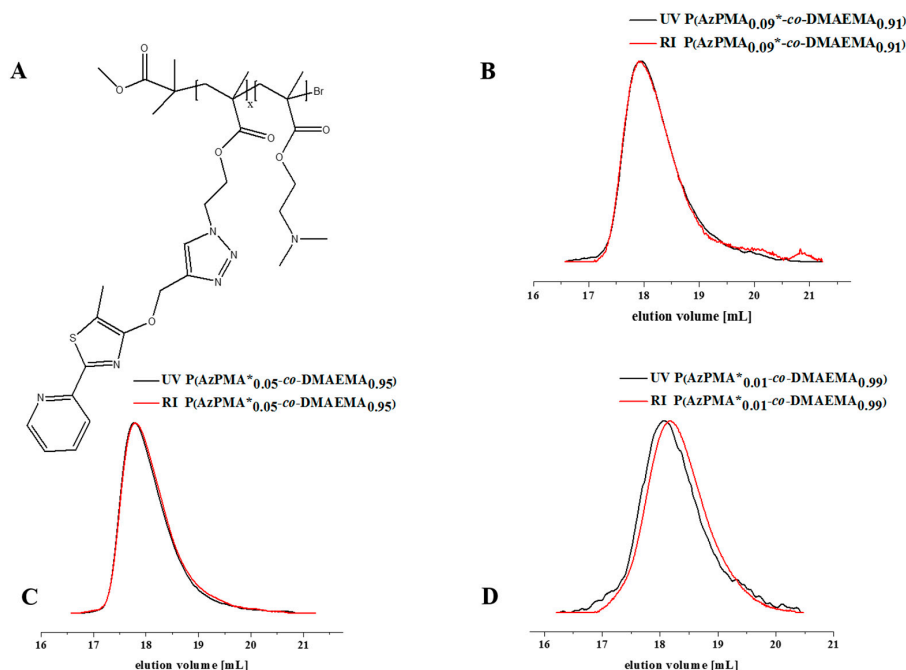 A
O
O
Br
x
O
O
O
O
N
N
N
N
S
O
N
N
UV P(AzPMA0.09*-co-DMAEMA0.91)
RI P(AzPMA0.09*-co-DMAEMA0.91)
B
16 17 18 19 20 21
elution volume [mL]
UV P(AzPMA*0.05-co-DMAEMA0.95)
RI P(AzPMA*0.05-co-DMAEMA0.95)
C
16 17 18 19 20 21
elution volume [mL]
UV P(AzPMA*0.01-co-DMAEMA0.99)
RI P(AzPMA*0.01-co-DMAEMA0.99)
D
16 17 18 19 20 21
elution volume [mL]